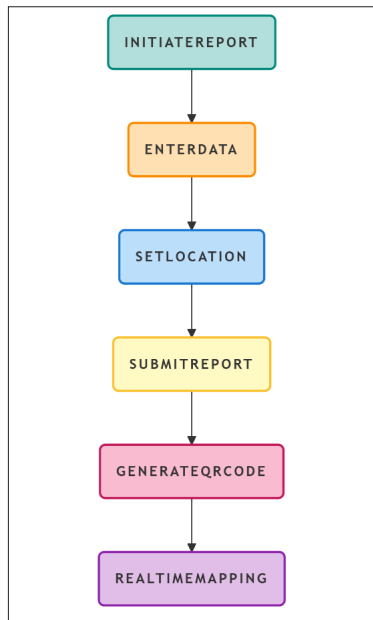 INITIATEREPORT
ENTERDATA
SETLOCATION
SUBMITREPORT
GENERATEQRCODE
REALTIMEMAPPING